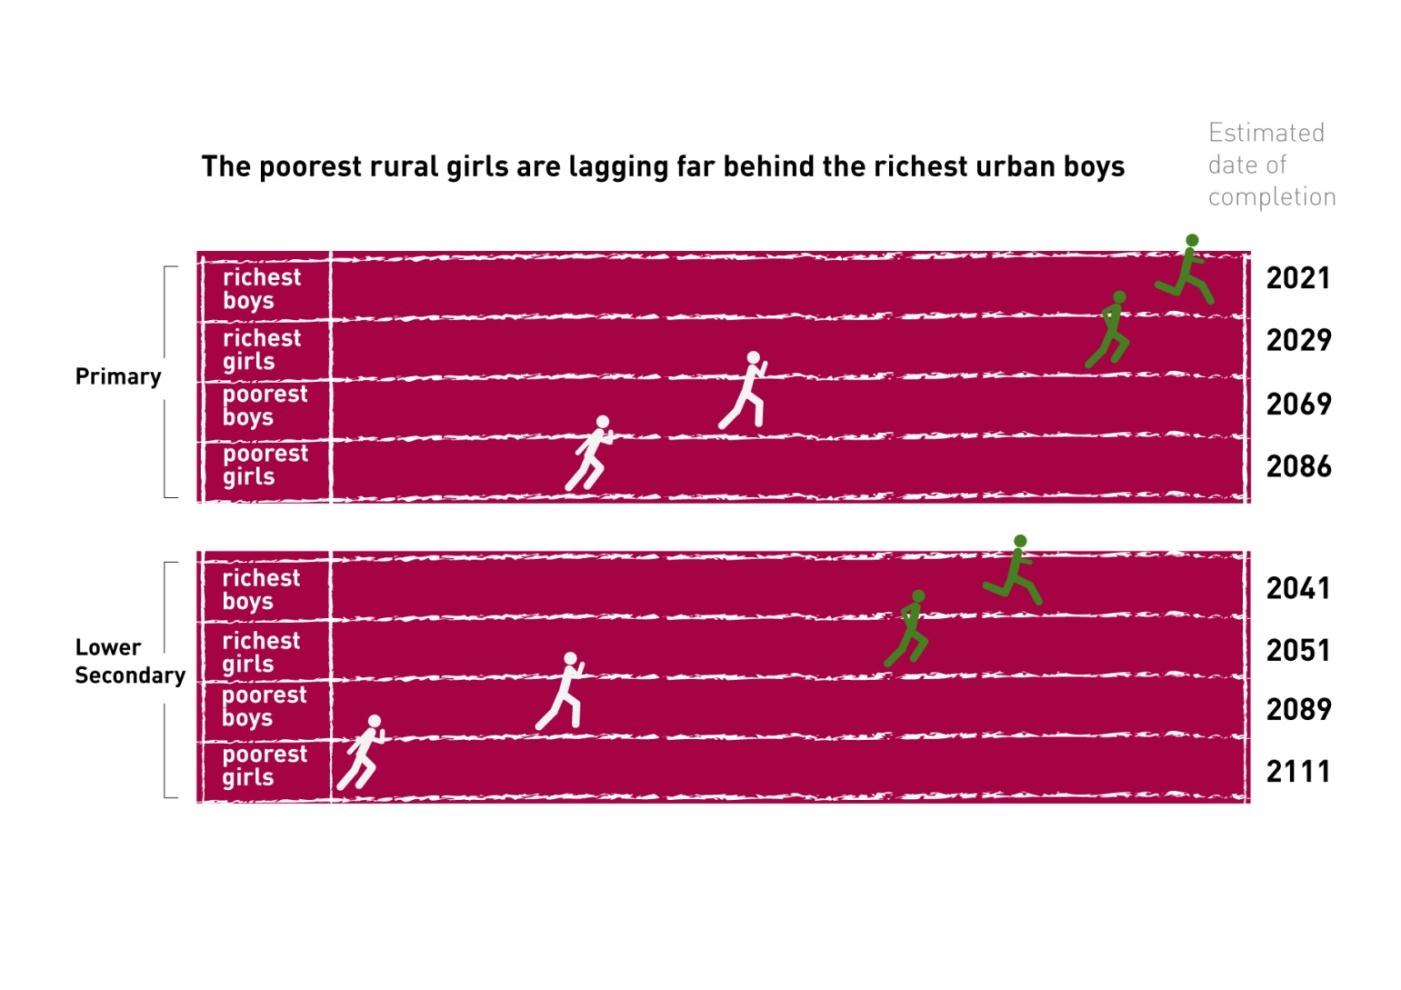 Estimated
date of
completion
The poorest rural girls are lagging far behind the richest urban boys
Primary
richest
boys
2021
richest
girls
2029
poorest
boys
2069
poorest
girls
2086
Lower
Secondary
richest
boys
2041
richest
girls
2051
poorest
boys
2089
poorest
girls
2111